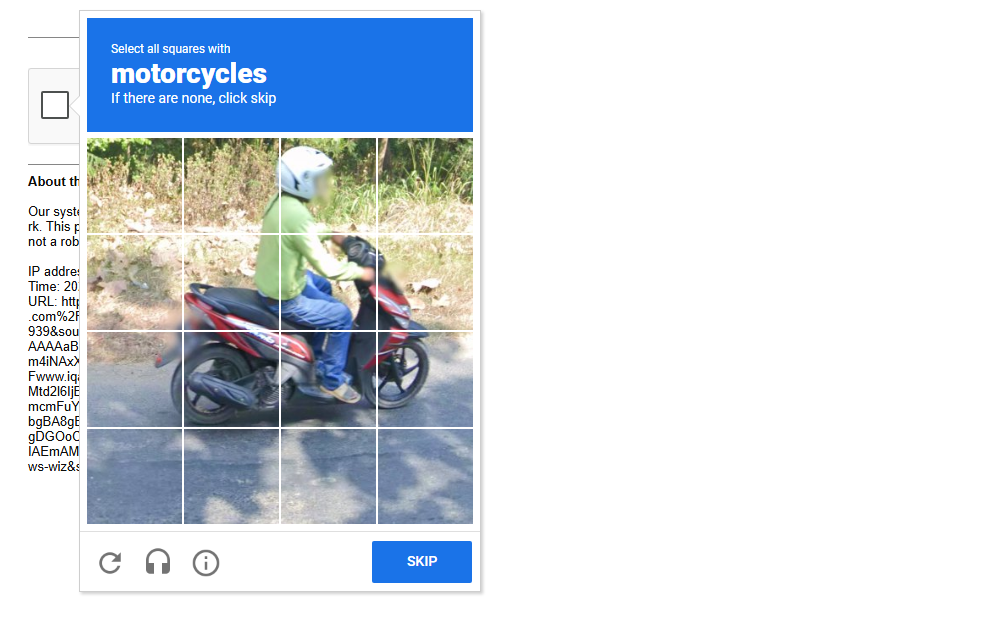 Select all squares with
motorcycles
If there are none, click skip
About th
Our syste
rk. This p
not a rob
IP addres
Time: 20
URL: http
.com%2F
939&sou
AAAAaB
m4iNAxX
Fwww.iqa
Mtd2l6IjE
mcmFuY
bgBA8gE
gDGOoC
IAEmAM
ws-wiz&s
SKIP